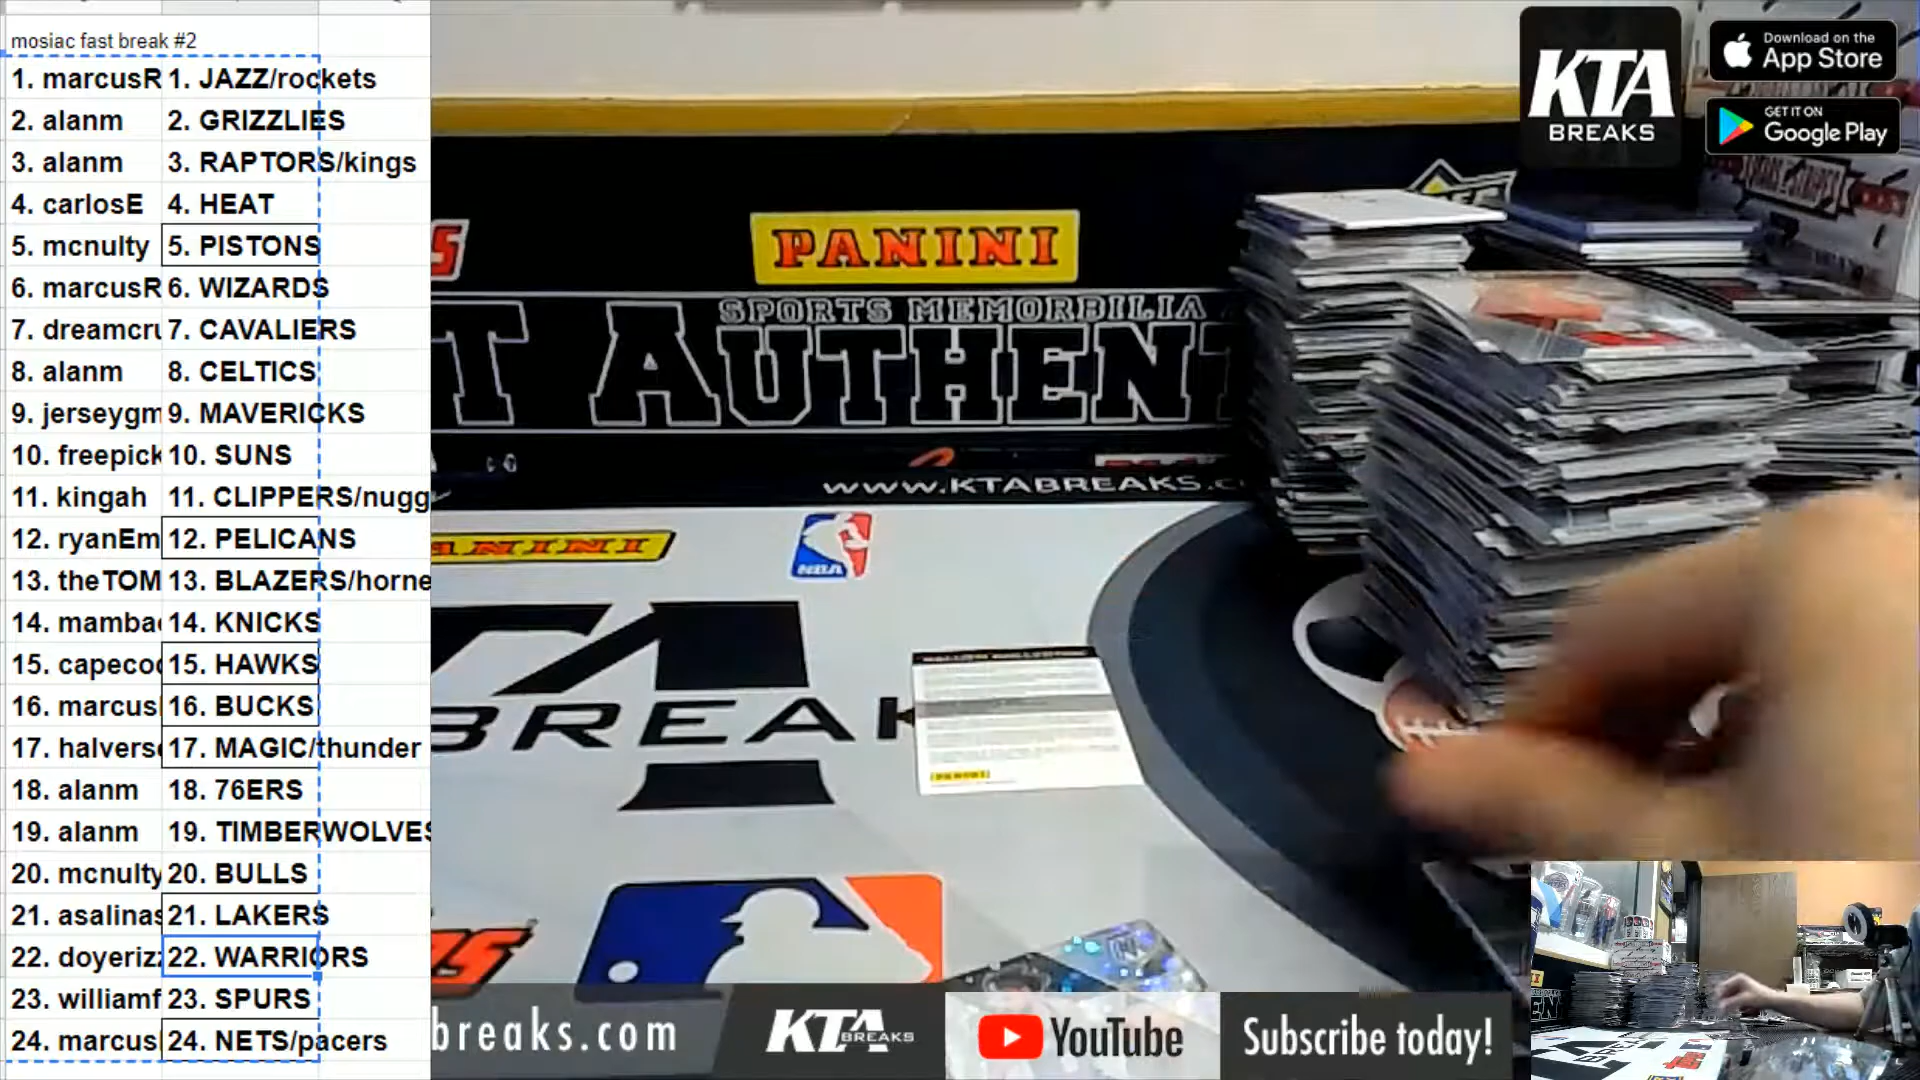 mosiac fast break #2
1. marcusR 1. JAZZ/rockets
2. alanm 2. GRIZZLIES
3. alanm 3. RAPTORS/kings
4. carlosE 4. HEAT
5. mcnulty 5. PISTONS
6. marcusR 6. WIZARDS
7. dreamcru 7. CAVALIERS
8. alanm 8. CELTICS
9. jerseygm 9. MAVERICKS
10. freepick 10. SUNS
11. kingah 11. CLIPPERS/nugg
12. ryanEm 12. PELICANS
13. theTOM 13. BLAZERS/horne
14. mamba 14. KNICKS
15. capeco 15. HAWKS
16. marcus 16. BUCKS
17. halvers 17. MAGIC/thunder
18. alanm 18. 76ERS
19. alanm 19. TIMBERWOLVES
20. mcnulty 20. BULLS
21. asalinas 21. LAKERS
22. doyeriz 22. WARRIORS
23. williamf 23. SPURS
24. marcus 24. NETS/pacers
KTA
BREAKS
Download on the
App Store
GET IT ON
Google Play
PANINI
SPORTS MEMORBILIA
T AUTHEN
WWW.KTABREAKS.C
PANINI
NBA
BREAK
PANINI
breaks.com
KTA BREAKS
YouTube
Subscribe today!